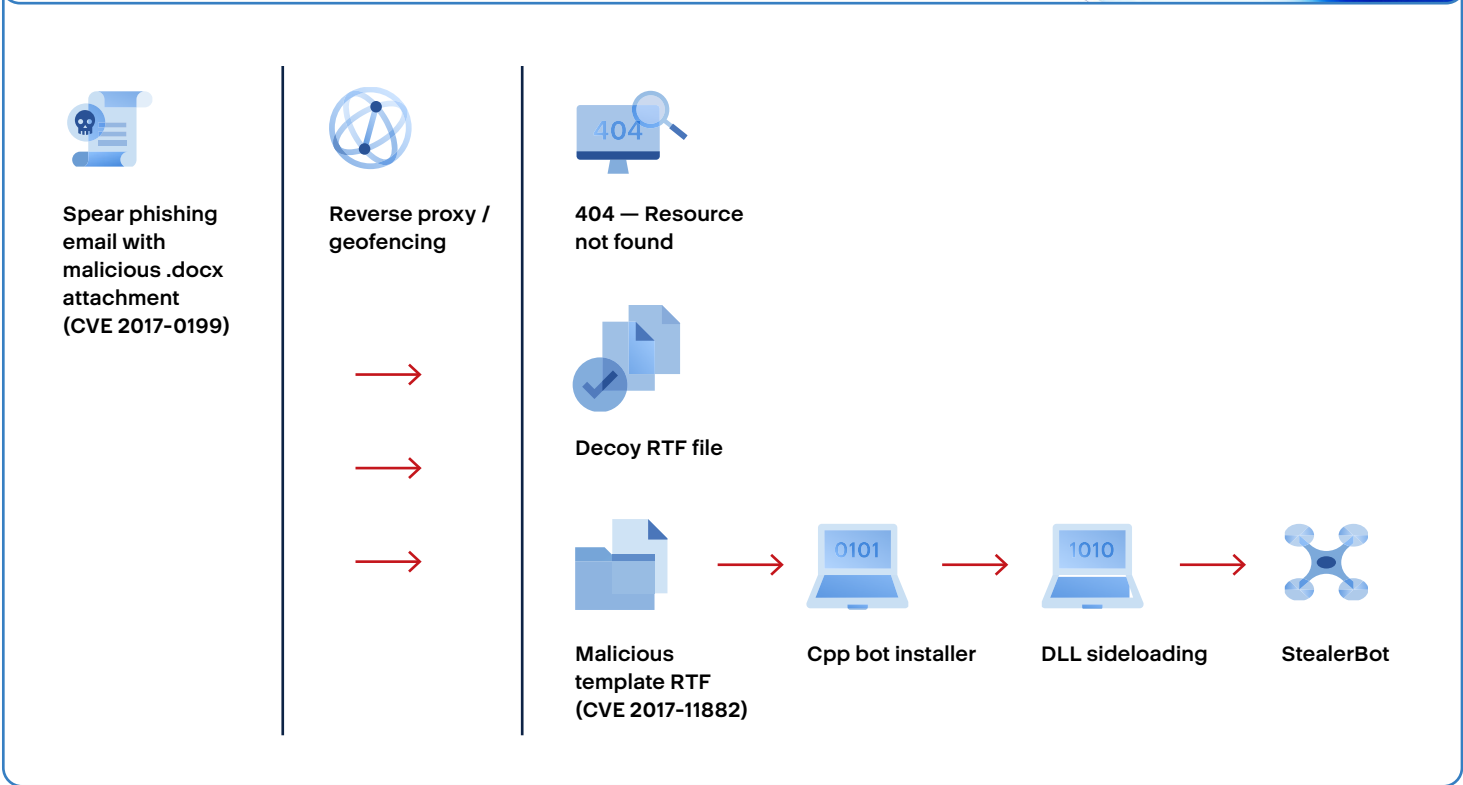 Spear phishing
email with
malicious .docx
attachment
(CVE 2017-0199)
Reverse proxy /
geofencing
404
404 — Resource
not found
Decoy RTF file
Malicious
template RTF
(CVE 2017-11882)
0101
Cpp bot installer
1010
DLL sideloading
StealerBot